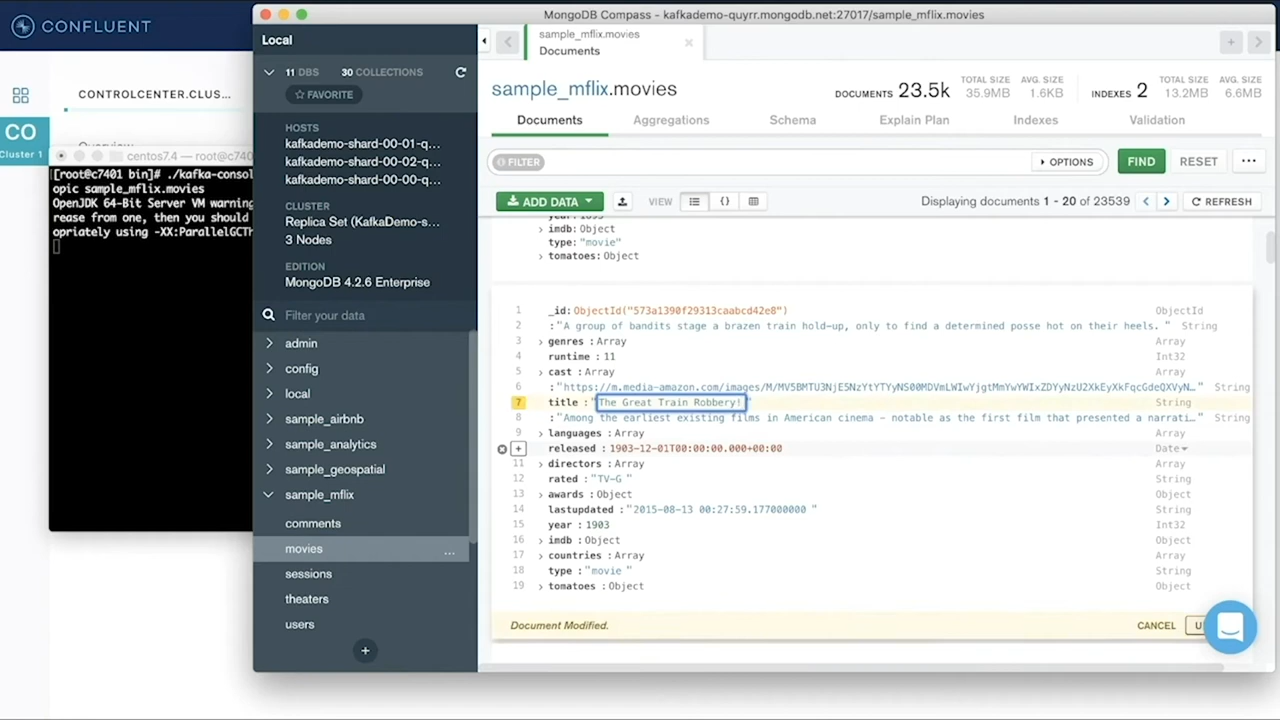 CONFLUENT
CONTROLCENTER.CLUS...
CO
Cluster 1
centos7.4 — root@c740
[root@c7401 bin]# ./kafka-consol
opic sample_mflix.movies
OpenJDK 64-Bit Server VM warning
rease from one, then you should
opriately using -XX:ParallelGCTh
MongoDB Compass - kafkademo-quyrr.mongodb.net:27017/sample_mflix.movies
Local
11 DBS 30 COLLECTIONS
FAVORITE
HOSTS
kafkademo-shard-00-01-q...
kafkademo-shard-00-02-q...
kafkademo-shard-00-00-q...
CLUSTER
Replica Set (KafkaDemo-s...
3 Nodes
EDITION
MongoDB 4.2.6 Enterprise
Filter your data
admin
config
local
sample_airbnb
sample_analytics
sample_geospatial
sample_mflix
comments
movies ...
sessions
theaters
users
sample_mflix.movies
Documents
sample_mflix.movies
DOCUMENTS 23.5k TOTAL SIZE 35.9MB AVG. SIZE 1.6KB INDEXES 2 TOTAL SIZE 13.2MB AVG. SIZE 6.6MB
Documents Aggregations Schema Explain Plan Indexes Validation
FILTER OPTIONS FIND RESET ...
ADD DATA VIEW {} Displaying documents 1 - 20 of 23539 REFRESH
year: 1893
imdb: Object
type: "movie"
tomatoes: Object
1 _id: ObjectId("573a1390f29313caabcd42e8") ObjectId
2 :"A group of bandits stage a brazen train hold-up, only to find a determined posse hot on their heels. " String
3 genres : Array Array
4 runtime : 11 Int32
5 cast : Array Array
6 :"https://m.media-amazon.com/images/M/MV5BMTU3NjE5NzYtYTYyNS00MDVmLWIwYjgtMmYwYWIxZDYyNzU2XkEyXkFqcGdeQXVyN…" String
7 title :"The Great Train Robbery! String
8 :"Among the earliest existing films in American cinema – notable as the first film that presented a narrati…" String
9 languages : Array Array
released : 1903-12-01T00:00:00.000+00:00 Date
11 directors : Array Array
12 rated : "TV-G " String
13 awards : Object Object
14 lastupdated : "2015-08-13 00:27:59.177000000 " String
15 year : 1903 Int32
16 imdb : Object Object
17 countries : Array Array
18 type : "movie " String
19 tomatoes : Object Object
Document Modified. CANCEL